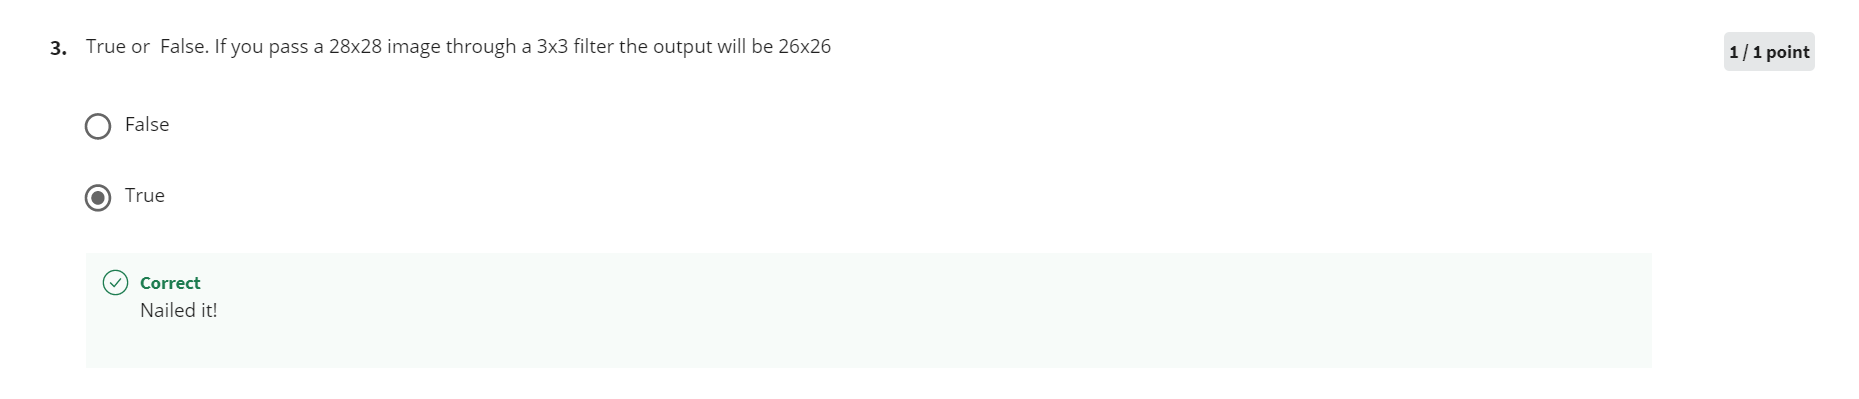 3. True or  False. If you pass a 28x28 image through a 3x3 filter the output will be 26x26
1 / 1 point
False
True
Correct
Nailed it!